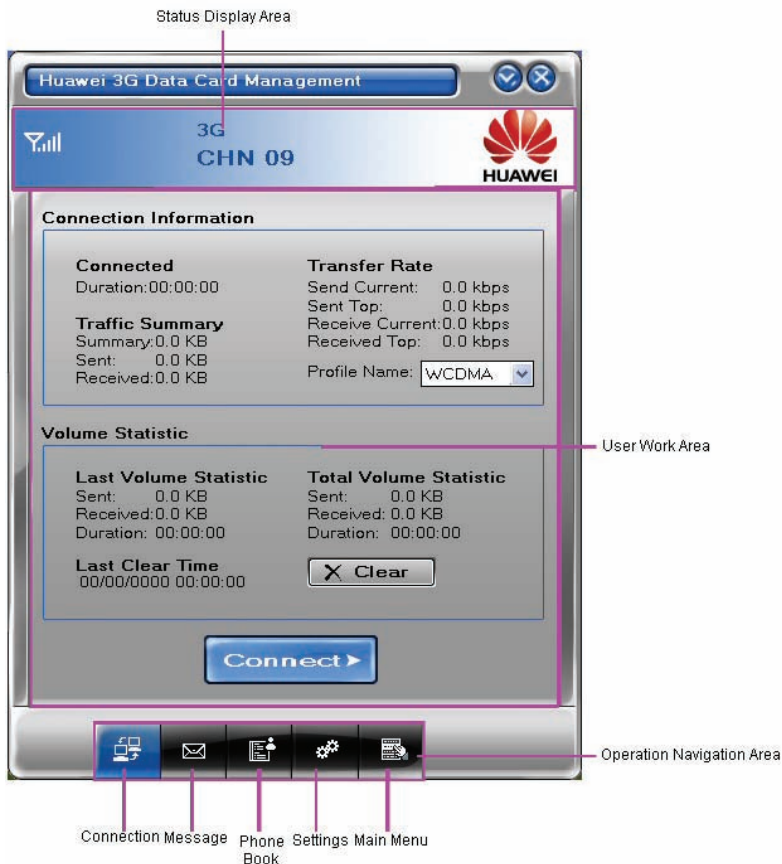 Status Display Area
Huawei 3G Data Card Management
3G
CHN 09
HUAWEI
Connection Information
Connected
Duration:00:00:00
Traffic Summary
Summary:0.0 KB
Sent: 0.0 KB
Received:0.0 KB
Transfer Rate
Send Current: 0.0 kbps
Sent Top: 0.0 kbps
Receive Current:0.0 kbps
Received Top: 0.0 kbps
Profile Name: WCDMA
Volume Statistic
User Work Area
Last Volume Statistic
Sent: 0.0 KB
Received:0.0 KB
Duration: 00:00:00
Last Clear Time
00/00/0000 00:00:00
Total Volume Statistic
Sent: 0.0 KB
Received: 0.0 KB
Duration: 00:00:00
X Clear
Connect
Operation Navigation Area
Connection
Message
Phone
Book
Settings
Main Menu